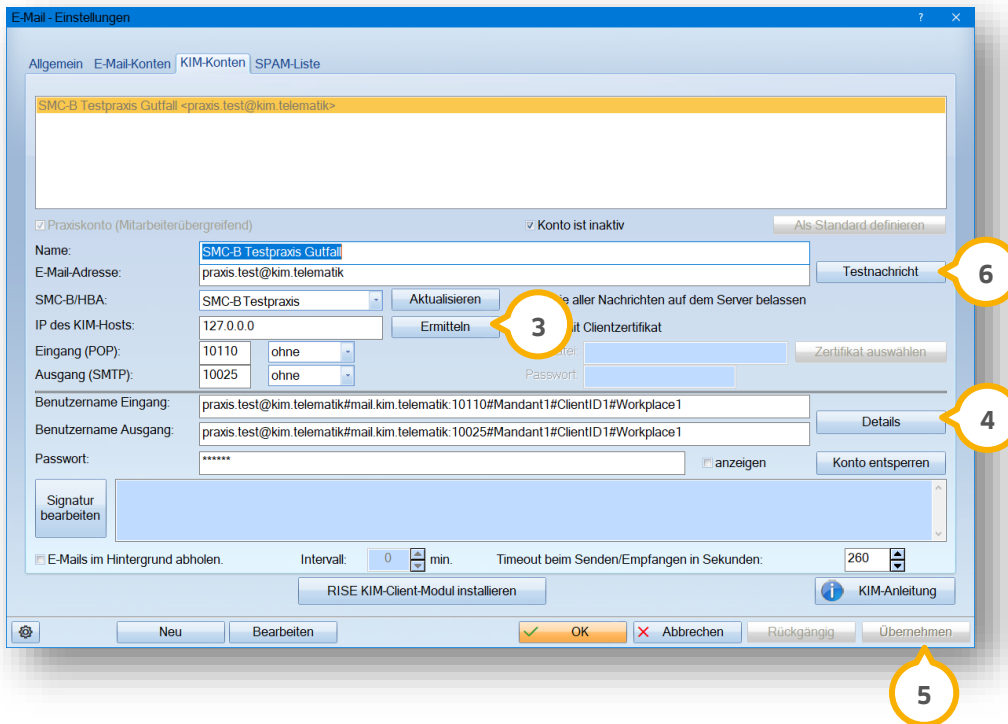 E-Mail - Einstellungen ? ×
Allgemein E-Mail-Konten KIM-Konten SPAM-Liste
SMC-B Testpraxis Gutfall <praxis.test@kim.telematik>
Praxiskonto (Mitarbeiterübergreifend) Konto ist inaktiv Als Standard definieren
Name: SMC-B Testpraxis Gutfall
E-Mail-Adresse: praxis.test@kim.telematik Testnachricht 6
SMC-B/HBA: SMC-B Testpraxis Aktualisieren aller Nachrichten auf dem Server belassen
IP des KIM-Hosts: 127.0.0.0 Ermitteln 3 Clientzertifikat
Eingang (POP): 10110 ohne Zertifikat auswählen
Ausgang (SMTP): 10025 ohne Passwort:
Benutzername Eingang: praxis.test@kim.telematik#mail.kim.telematik:10110#Mandant1#ClientID1#Workplace1
Details 4
Benutzername Ausgang: praxis.test@kim.telematik#mail.kim.telematik:10025#Mandant1#ClientID1#Workplace1
Passwort: ****** anzeigen Konto entsperren
Signatur
bearbeiten
E-Mails im Hintergrund abholen. Intervall: 0 min. Timeout beim Senden/Empfangen in Sekunden: 260
RISE KIM-Client-Modul installieren KIM-Anleitung
Neu Bearbeiten OK Abbrechen Rückgängig Übernehmen
5